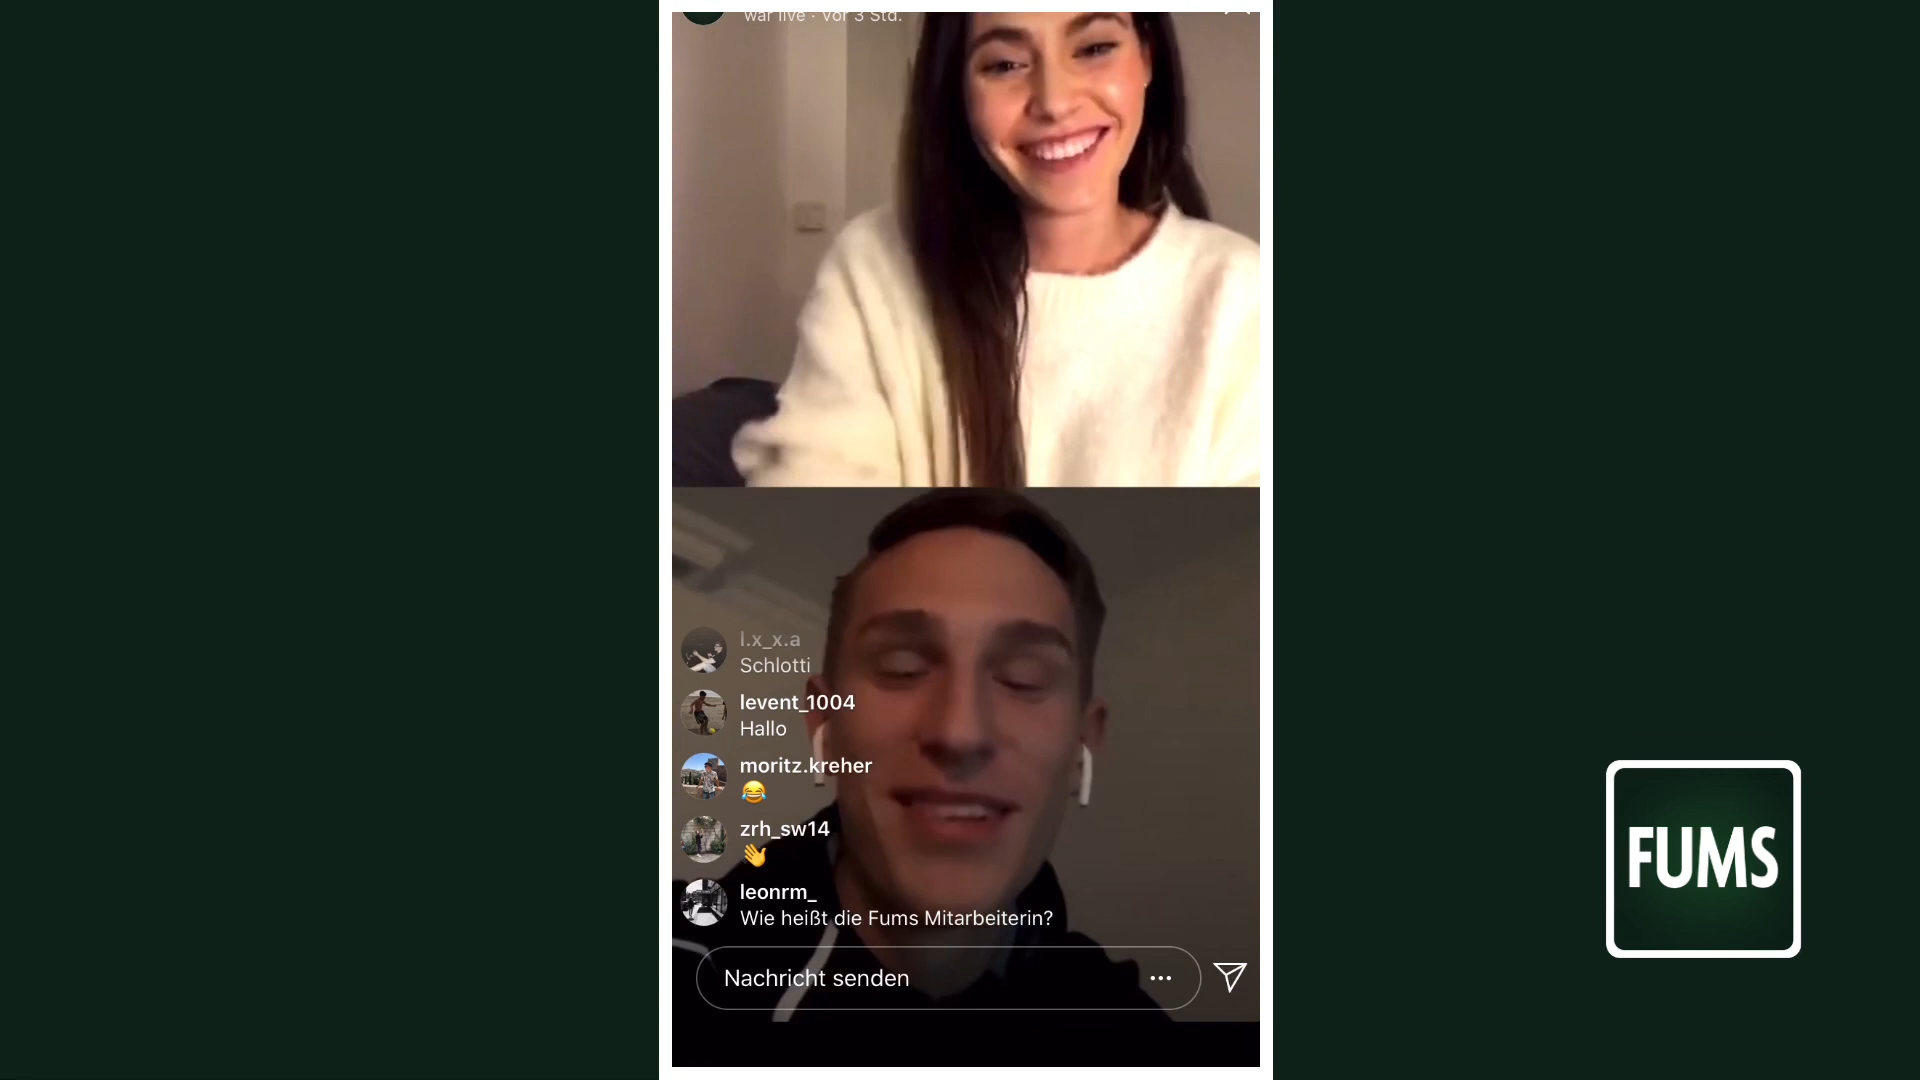 war live · Vor 3 Std.
l.x_x.a
Schlotti
levent_1004
Hallo
moritz.kreher
😂
zrh_sw14
👋
leonrm_
Wie heißt die Fums Mitarbeiterin?
Nachricht senden
FUMS